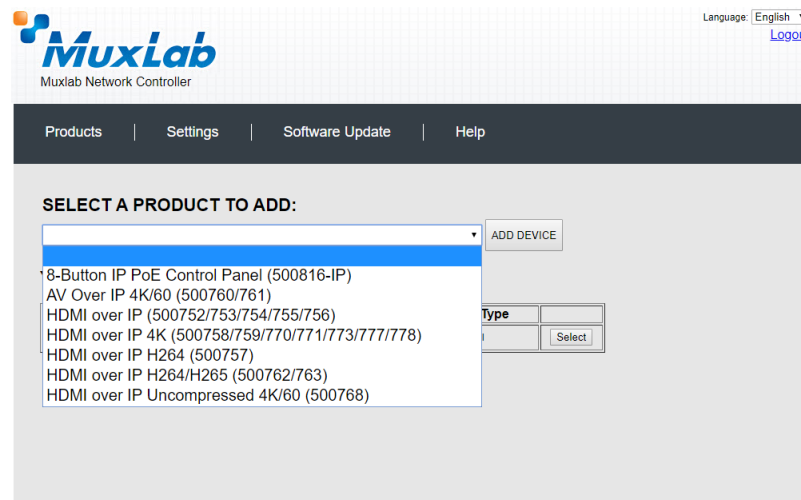 Language: English
Logou
MuxLab
Muxlab Network Controller
Products | Settings | Software Update | Help
SELECT A PRODUCT TO ADD:
ADD DEVICE
8-Button IP PoE Control Panel (500816-IP)
AV Over IP 4K/60 (500760/761)
HDMI over IP (500752/753/754/755/756)
Type
HDMI over IP 4K (500758/759/770/771/773/777/778)
Select
HDMI over IP H264 (500757)
HDMI over IP H264/H265 (500762/763)
HDMI over IP Uncompressed 4K/60 (500768)